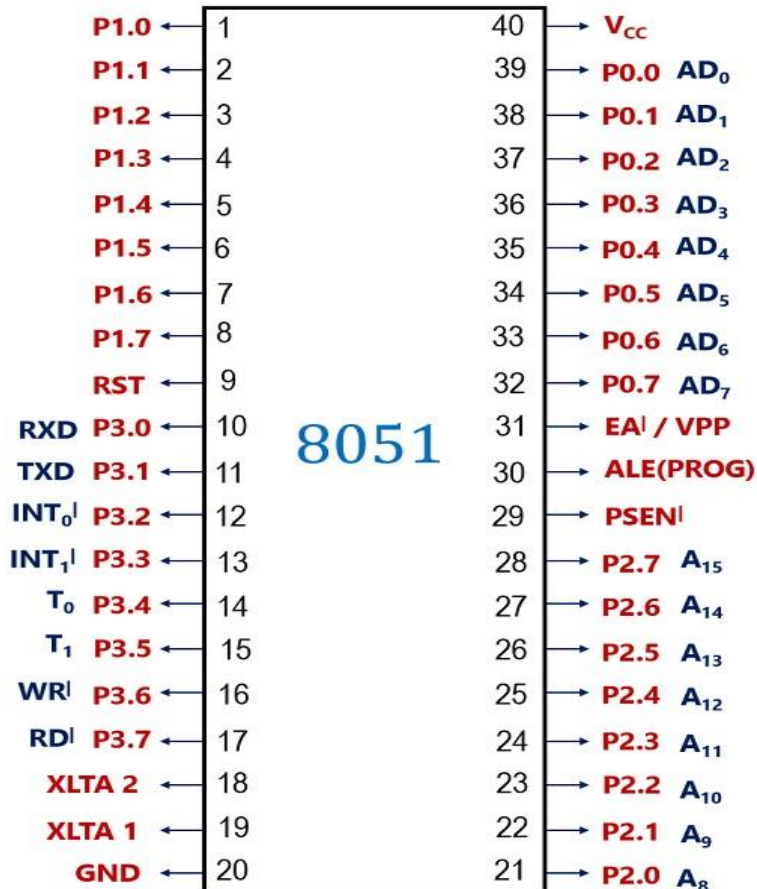 P1.0 1 40 V_CC
P1.1 2 39 P0.0 AD₀
P1.2 3 38 P0.1 AD₁
P1.3 4 37 P0.2 AD₂
P1.4 5 36 P0.3 AD₃
P1.5 6 35 P0.4 AD₄
P1.6 7 34 P0.5 AD₅
P1.7 8 33 P0.6 AD₆
RST 9 32 P0.7 AD₇
RXD P3.0 10 31 EA| / VPP
8051
TXD P3.1 11 30 ALE(PROG)
INT₀| P3.2 12 29 PSEN|
INT₁| P3.3 13 28 P2.7 A₁₅
T₀ P3.4 14 27 P2.6 A₁₄
T₁ P3.5 15 26 P2.5 A₁₃
WR| P3.6 16 25 P2.4 A₁₂
RD| P3.7 17 24 P2.3 A₁₁
XLTA 2 18 23 P2.2 A₁₀
XLTA 1 19 22 P2.1 A₉
GND 20 21 P2.0 A₈